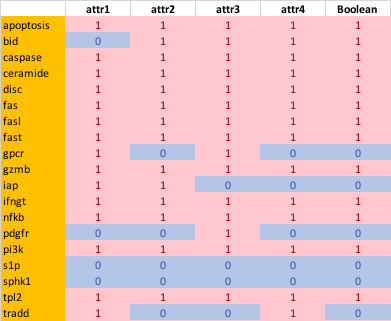 attr1 attr2 attr3 attr4 Boolean
apoptosis 1 1 1 1 1
bid 0 1 1 1 1
caspase 1 1 1 1 1
ceramide 1 1 1 1 1
disc 1 1 1 1 1
fas 1 1 1 1 1
fasl 1 1 1 1 1
fast 1 1 1 1 1
gpcr 1 0 1 0 0
gzmb 1 1 1 1 1
iap 1 1 0 0 0
ifngt 1 1 1 1 1
nfkb 1 1 1 1 1
pdgfr 0 0 1 0 0
pi3k 1 1 1 1 1
s1p 0 0 0 0 0
sphk1 0 0 0 0 0
tpl2 1 1 1 1 1
tradd 1 0 0 1 0